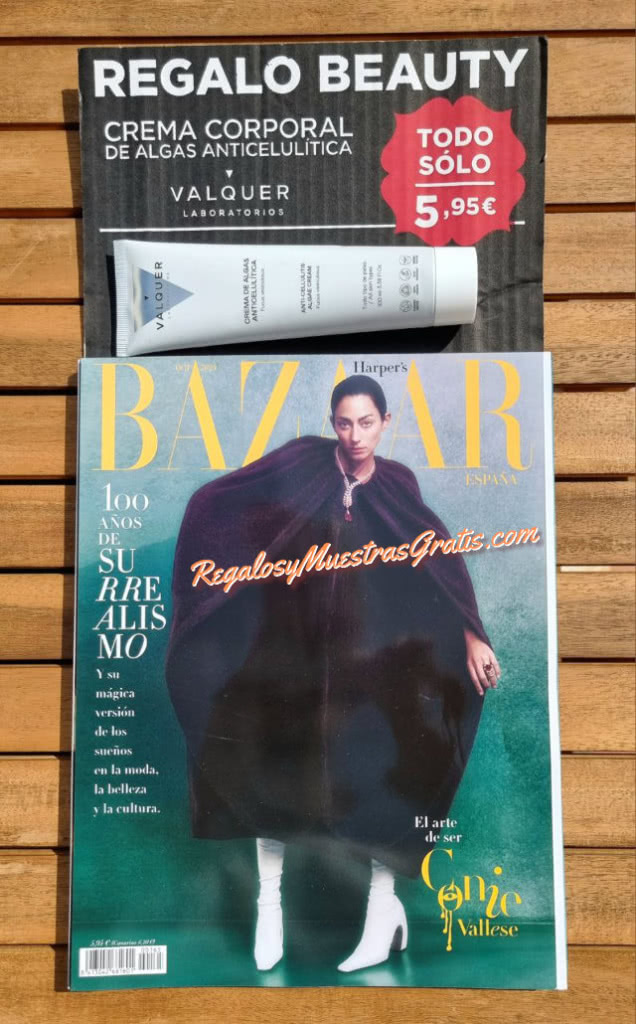 REGALO BEAUTY
CREMA CORPORAL
DE ALGAS ANTICELULÍTICA
VALQUER
LABORATORIOS
TODO
SÓLO
5,95€
VALQUER
CREMA DE ALGAS
ANTICELULÍTICA
ANTI-CELLULITE
ALGAE CREAM
Harper's
BAZAAR
ESPAÑA
100
AÑOS
DE
SU
RRE
ALIS
MO
Y su
mágica
versión
de los
sueños
en la moda,
la belleza
y la cultura.
RegalosyMuestrasGratis.com
El arte
de ser
Conie
Vallese